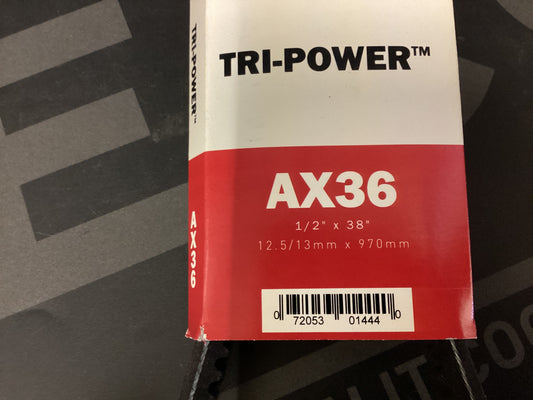 TRI-POWER™
TRI-POWER™
AX36
1/2" x 38"
12.5/13mm x 970mm
AX36
0 72053 01444 0